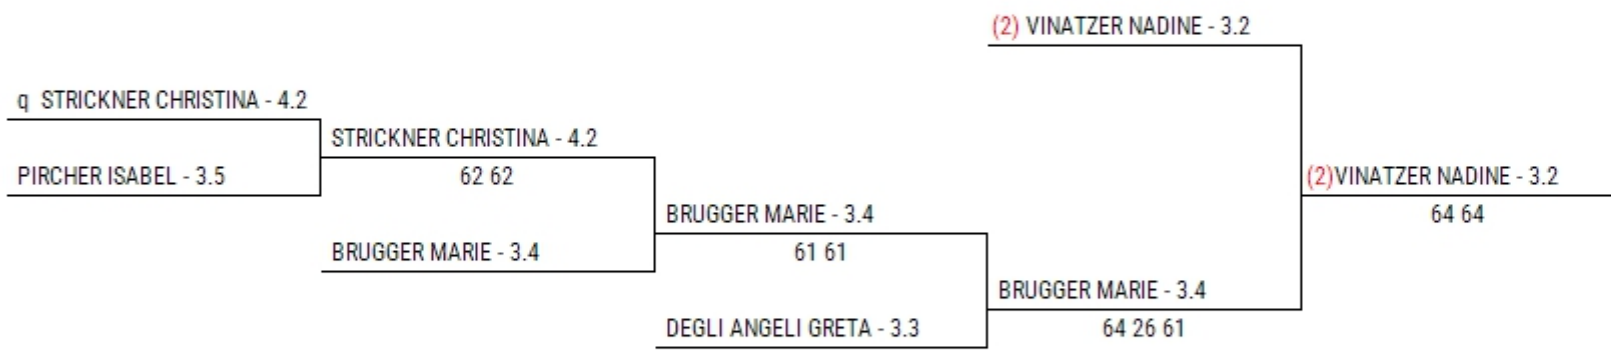 (2) VINATZER NADINE - 3.2
q STRICKNER CHRISTINA - 4.2
STRICKNER CHRISTINA - 4.2
PIRCHER ISABEL - 3.5
62 62
(2)VINATZER NADINE - 3.2
64 64
BRUGGER MARIE - 3.4
BRUGGER MARIE - 3.4
61 61
BRUGGER MARIE - 3.4
DEGLI ANGELI GRETA - 3.3
64 26 61